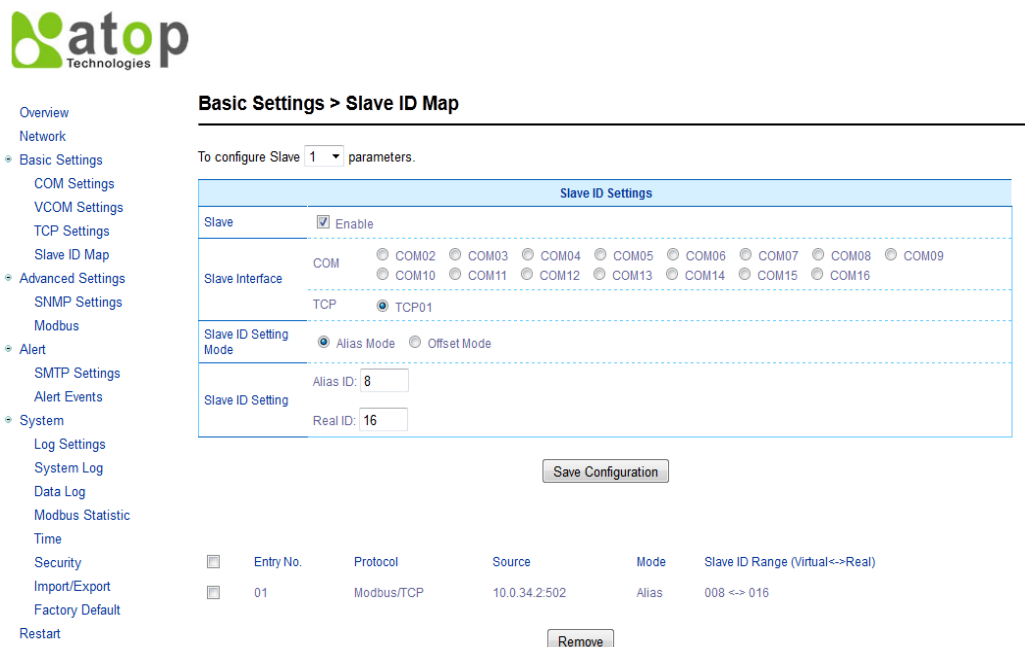 atop
Technologies
Overview
Network
Basic Settings
COM Settings
VCOM Settings
TCP Settings
Slave ID Map
Advanced Settings
SNMP Settings
Modbus
Alert
SMTP Settings
Alert Events
System
Log Settings
System Log
Data Log
Modbus Statistic
Time
Security
Import/Export
Factory Default
Restart
Basic Settings > Slave ID Map
To configure Slave 1 parameters.
Slave ID Settings
Slave Enable
Slave Interface
COM COM02 COM03 COM04 COM05 COM06 COM07 COM08 COM09
COM10 COM11 COM12 COM13 COM14 COM15 COM16
TCP TCP01
Slave ID Setting Mode Alias Mode Offset Mode
Slave ID Setting
Alias ID: 8
Real ID: 16
Save Configuration
Entry No. Protocol Source Mode Slave ID Range (Virtual<->Real)
01 Modbus/TCP 10.0.34.2:502 Alias 008 <-> 016
Remove